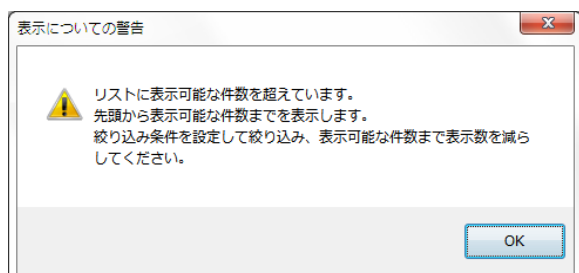 表示についての警告
リストに表示可能な件数を超えています。
先頭から表示可能な件数までを表示します。
絞り込み条件を設定して絞り込み、表示可能な件数まで表示数を減ら
してください。
OK